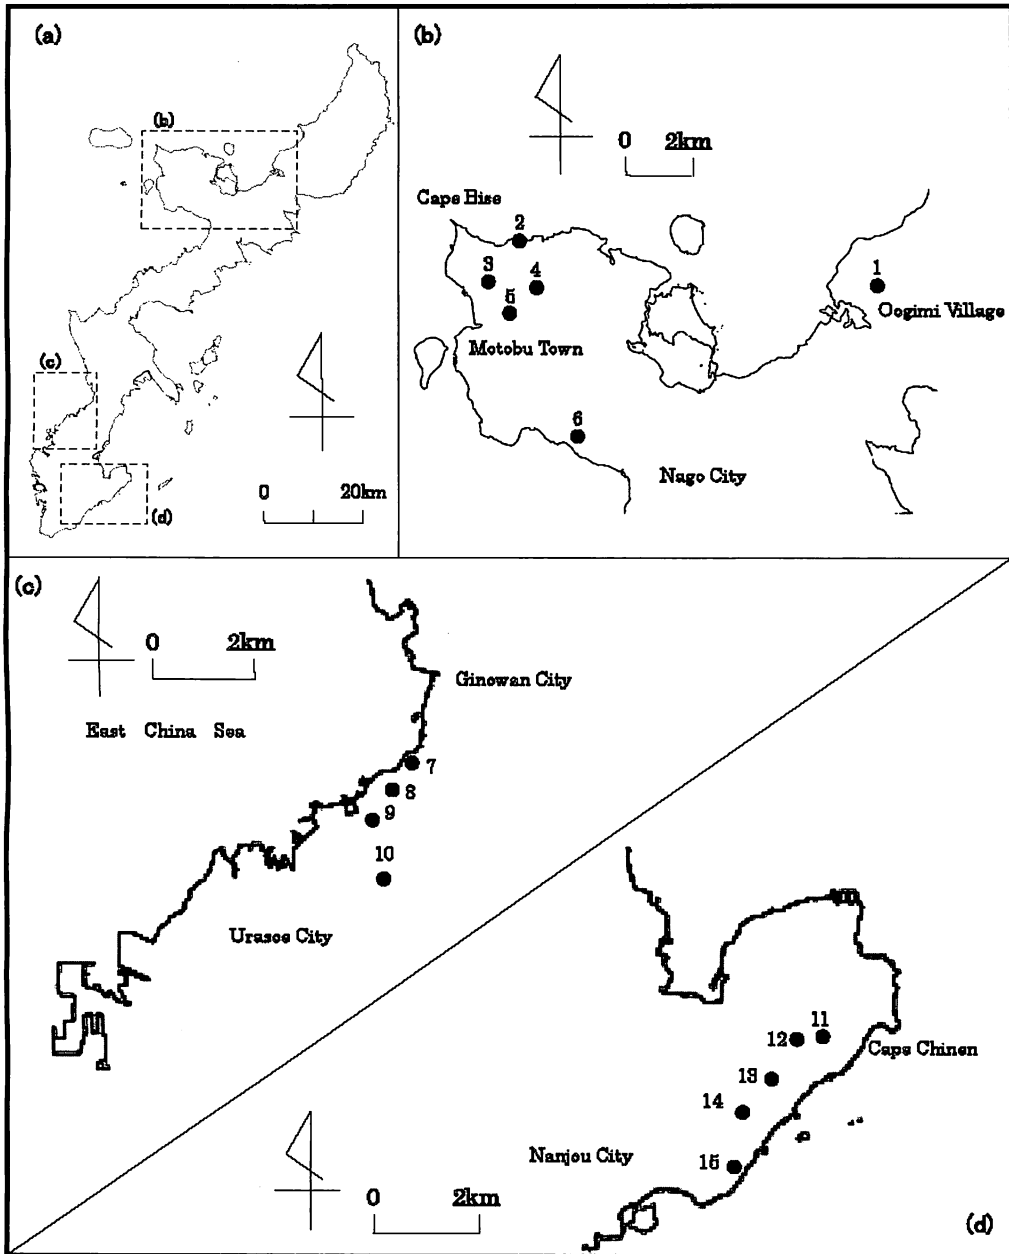 (a)
(b)
(c)
(d)
0 20km
(b)
0 2km
Cape Bise
2
3
4
5
1
Oogimi Village
Motobu Town
6
Nago City
(c)
0 2km
Ginowan City
East China Sea
7
8
9
10
Urasoe City
11
12
Cape Chinen
13
14
Nanjou City
15
0 2km
(d)